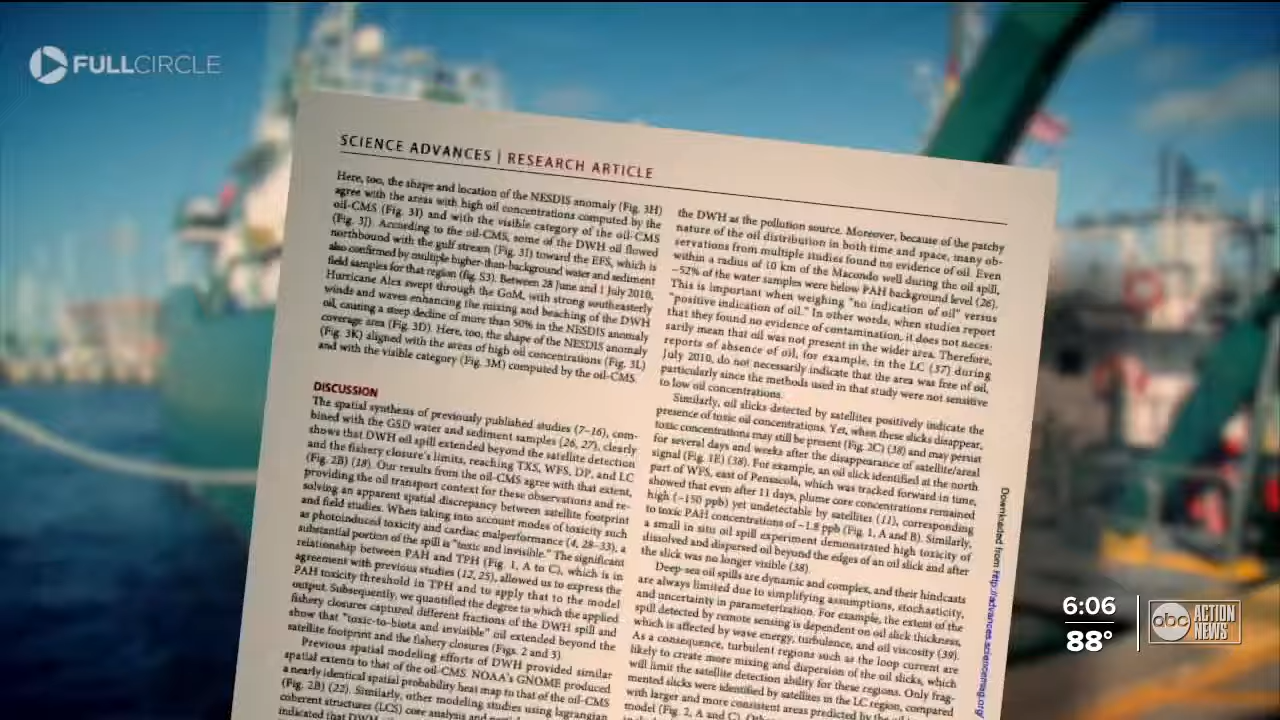 FULLCIRCLE
SCIENCE ADVANCES | RESEARCH ARTICLE
Here, too, the shape and location of the NESDIS anomaly (Fig. 3H)
agree with the areas with high oil concentrations computed by the
oil-CMS (Fig. 3I) and with the visible category of the oil-CMS
(Fig. 3J). According to the oil-CMS, some of the DWH oil flowed
northbound with the gulf stream (Fig. 3I) toward the EFS, which is
also confirmed by multiple higher-than-background water and sediment
field samples for that region (fig. S3). Between 28 June and 1 July 2010,
Hurricane Alex swept through the GoM, with strong southeasterly
winds and waves enhancing the mixing and beaching of the DWH
oil, causing a steep decline of more than 50% in the NESDIS anomaly
coverage area (Fig. 3D). Here, too, the shape of the NESDIS anomaly
(Fig. 3K) aligned with the areas of high oil concentrations (Fig. 3L)
and with the visible category (Fig. 3M) computed by the oil-CMS.
DISCUSSION
The spatial synthesis of previously published studies (7–16), com-
bined with the GSD water and sediment samples (26, 27), clearly
shows that DWH oil spill extended beyond the satellite detection
and the fishery closure's limits, reaching TXS, WFS, DP, and LC
(Fig. 2B) (18). Our results from the oil-CMS agree with that extent,
providing the oil transport context for these observations and re-
solving an apparent spatial discrepancy between satellite footprint
and field studies. When taking into account modes of toxicity such
as photoinduced toxicity and cardiac malperformance (4, 28–33), a
substantial portion of the spill is "toxic and invisible." The significant
relationship between PAH and TPH (Fig. 1, A to C), which is in
agreement with previous studies (12, 25), allowed us to express the
PAH toxicity threshold in TPH and to apply that to the model
output. Subsequently, we quantified the degree to which the applied
fishery closures captured different fractions of the DWH spill and
show that "toxic-to-biota and invisible" oil extended beyond the
satellite footprint and the fishery closures (Figs. 2 and 3).
Previous spatial modeling efforts of DWH provided similar
spatial extents to that of the oil-CMS. NOAA's GNOME produced
a nearly identical spatial probability heat map to that of the oil-CMS
(Fig. 2B) (22). Similarly, other modeling studies using lagrangian
coherent structures (LCS) core analysis and
indicated that DWH
the DWH as the pollution source. Moreover, because of the patchy
nature of the oil distribution in both time and space, many ob-
servations from multiple studies found no evidence of oil. Even
within a radius of 10 km of the Macondo well during the oil spill,
~52% of the water samples were below PAH background level (26).
This is important when weighing "no indication of oil" versus
"positive indication of oil." In other words, when studies report
that they found no evidence of contamination, it does not neces-
sarily mean that oil was not present in the wider area. Therefore,
reports of absence of oil, for example, in the LC (37) during
July 2010, do not necessarily indicate that the area was free of oil,
particularly since the methods used in that study were not sensitive
to low oil concentrations.
Similarly, oil slicks detected by satellites positively indicate the
presence of toxic oil concentrations. Yet, when these slicks disappear,
toxic concentrations may still be present (Fig. 2C) (38) and may persist
for several days and weeks after the disappearance of satellite/areal
signal (Fig. 1E) (38). For example, an oil slick identified at the north
part of WFS, east of Pensacola, which was tracked forward in time,
showed that even after 11 days, plume core concentrations remained
high (~150 ppb) yet undetectable by satellites (11), corresponding
to toxic PAH concentrations of ~1.8 ppb (Fig. 1, A and B). Similarly,
a small in situ oil spill experiment demonstrated high toxicity of
dissolved and dispersed oil beyond the edges of an oil slick and after
the slick was no longer visible (38).
Deep-sea oil spills are dynamic and complex, and their hindcasts
are always limited due to simplifying assumptions, stochasticity,
and uncertainty in parameterization. For example, the extent of the
spill detected by remote sensing is dependent on oil slick thickness,
which is affected by wave energy, turbulence, and oil viscosity (39).
As a consequence, turbulent regions such as the loop current are
likely to create more mixing and dispersion of the oil slicks, which
will limit the satellite detection ability for these regions. Only frag-
mented slicks were identified by satellites in the LC region, compared
with larger and more consistent areas predicted by the oil
model (Fig. 2, A and C).
Downloaded from http://advances.sciencemag.org/
6:06
88°
abc ACTION
NEWS